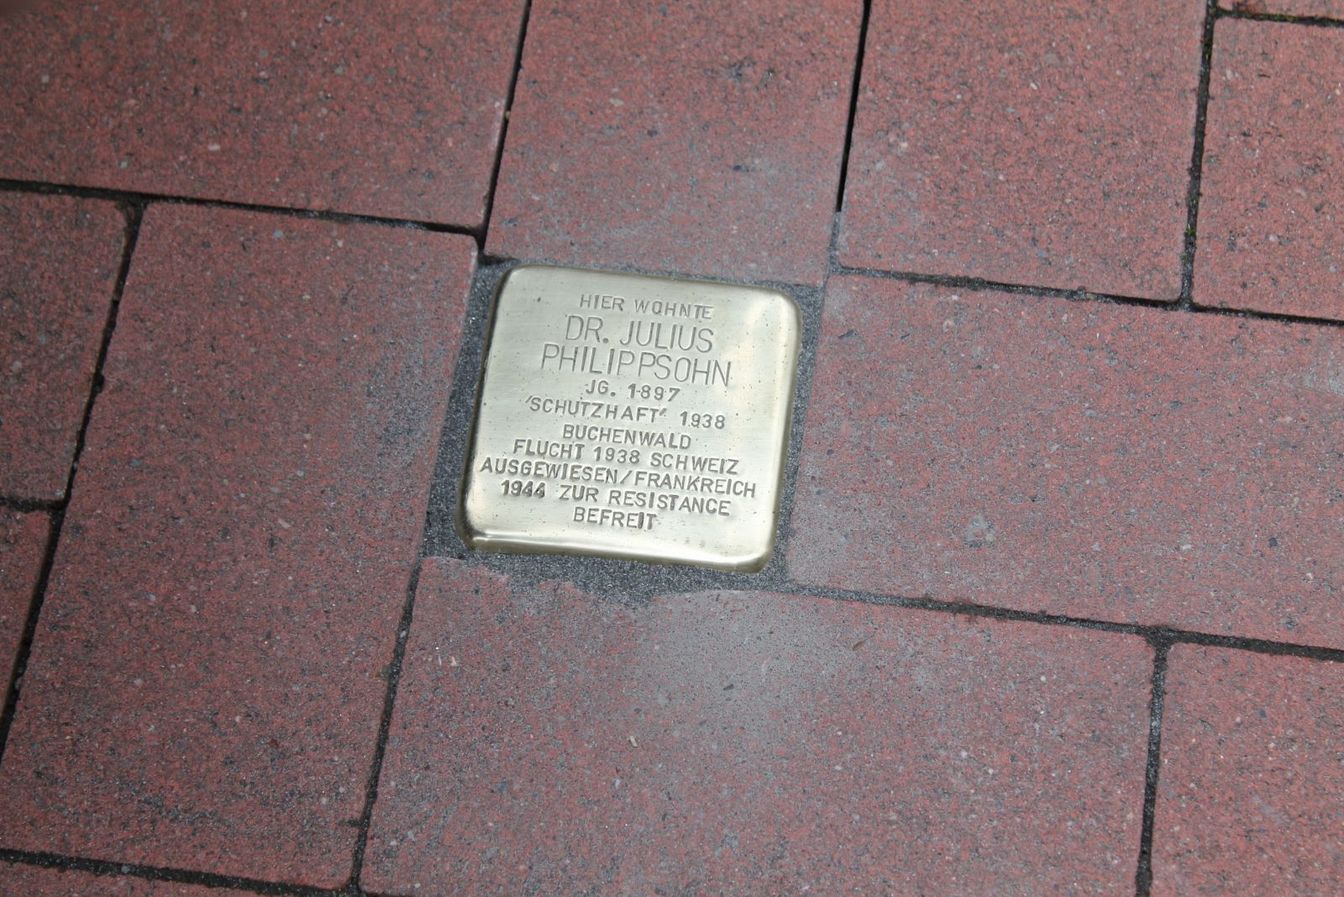 HIER WOHNTE
DR. JULIUS
PHILIPPSOHN
JG. 1897
"SCHUTZHAFT" 1938
BUCHENWALD
FLUCHT 1938 SCHWEIZ
AUSGEWIESEN/FRANKREICH
1944 ZUR RESISTANCE
BEFREIT